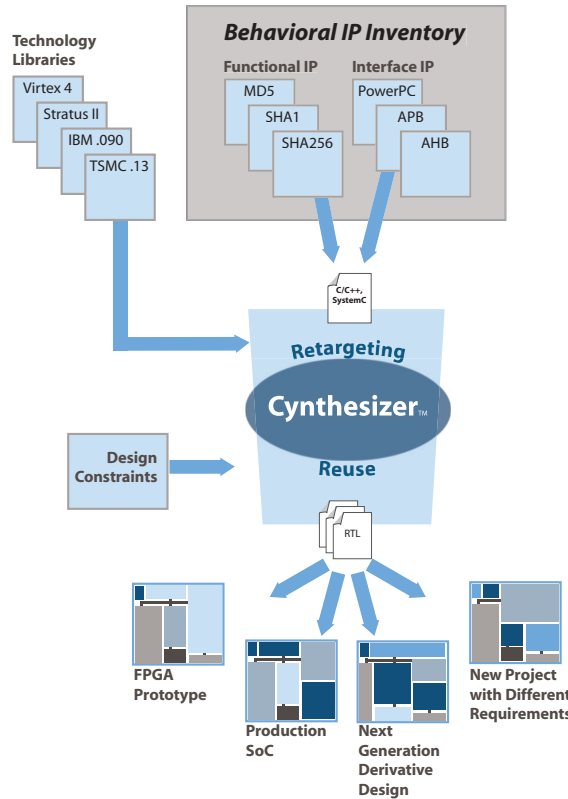 Technology
Libraries
Virtex 4
Stratus II
IBM .090
TSMC .13
Behavioral IP Inventory
Functional IP
MD5
SHA1
SHA256
Interface IP
PowerPC
APB
AHB
C/C++,
SystemC
Retargeting
Cynthesizer™
Reuse
Design
Constraints
RTL
FPGA
Prototype
Production
SoC
Next
Generation
Derivative
Design
New Project
with Different
Requirements